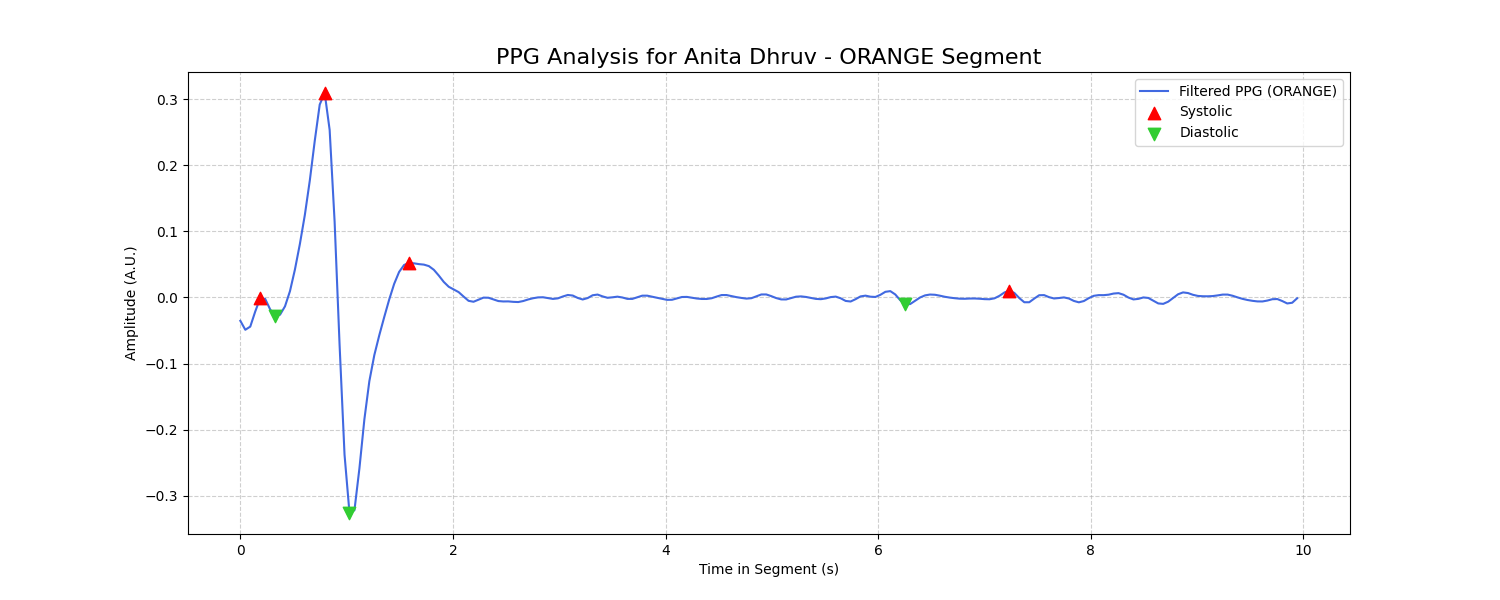 PPG Analysis for Anita Dhruv - ORANGE Segment
Filtered PPG (ORANGE)
Systolic
Diastolic
Amplitude (A.U.)
0.3
0.2
0.1
0.0
−0.1
−0.2
−0.3
0 2 4 6 8 10
Time in Segment (s)